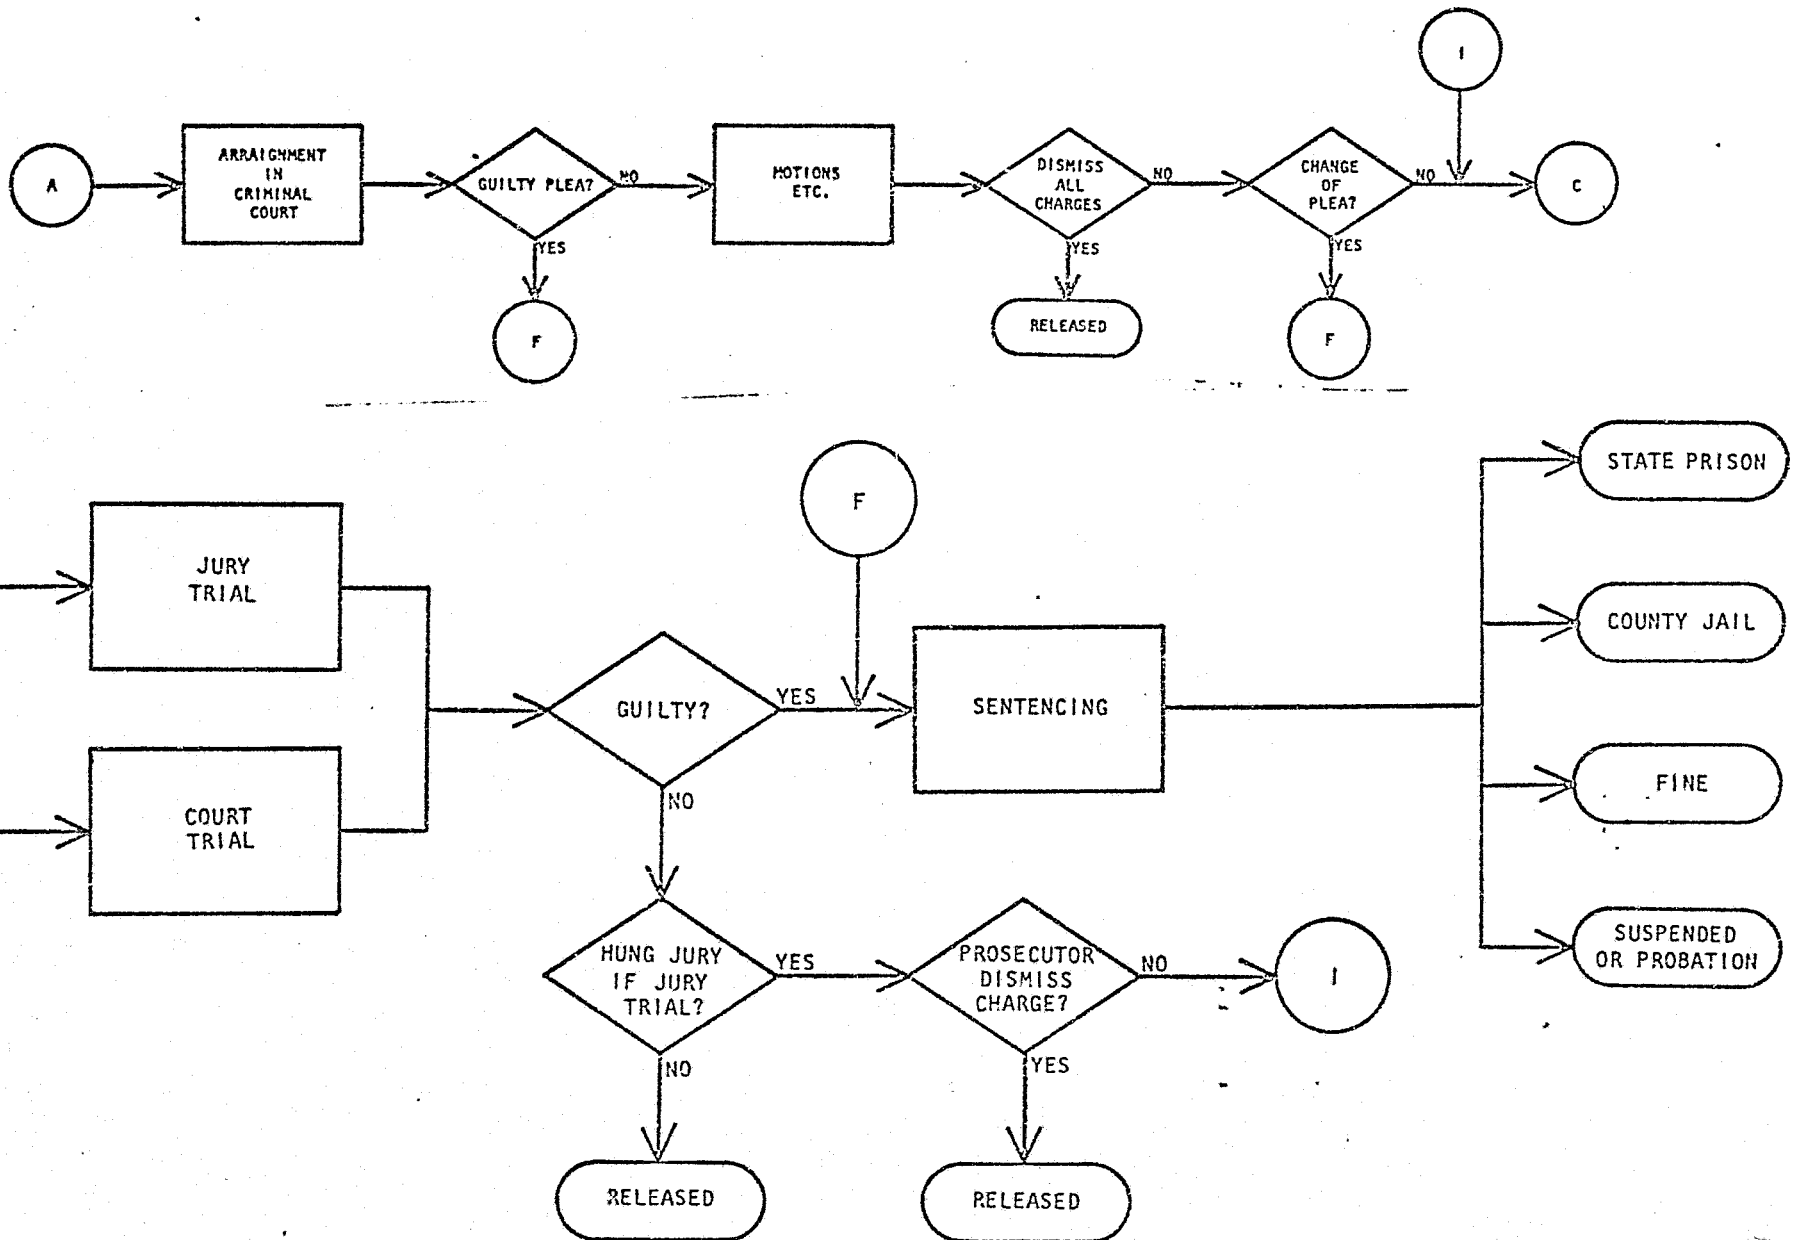 I
A
ARRAIGNMENT
IN
CRIMINAL
COURT
GUILTY PLEA?
NO
YES
F
MOTIONS
ETC.
DISMISS
ALL
CHARGES
NO
YES
RELEASED
CHANGE
OF
PLEA?
NO
YES
F
C
JURY
TRIAL
COURT
TRIAL
GUILTY?
YES
NO
F
SENTENCING
STATE PRISON
COUNTY JAIL
FINE
SUSPENDED
OR PROBATION
HUNG JURY
IF JURY
TRIAL?
YES
NO
RELEASED
PROSECUTOR
DISMISS
CHARGE?
NO
YES
RELEASED
I